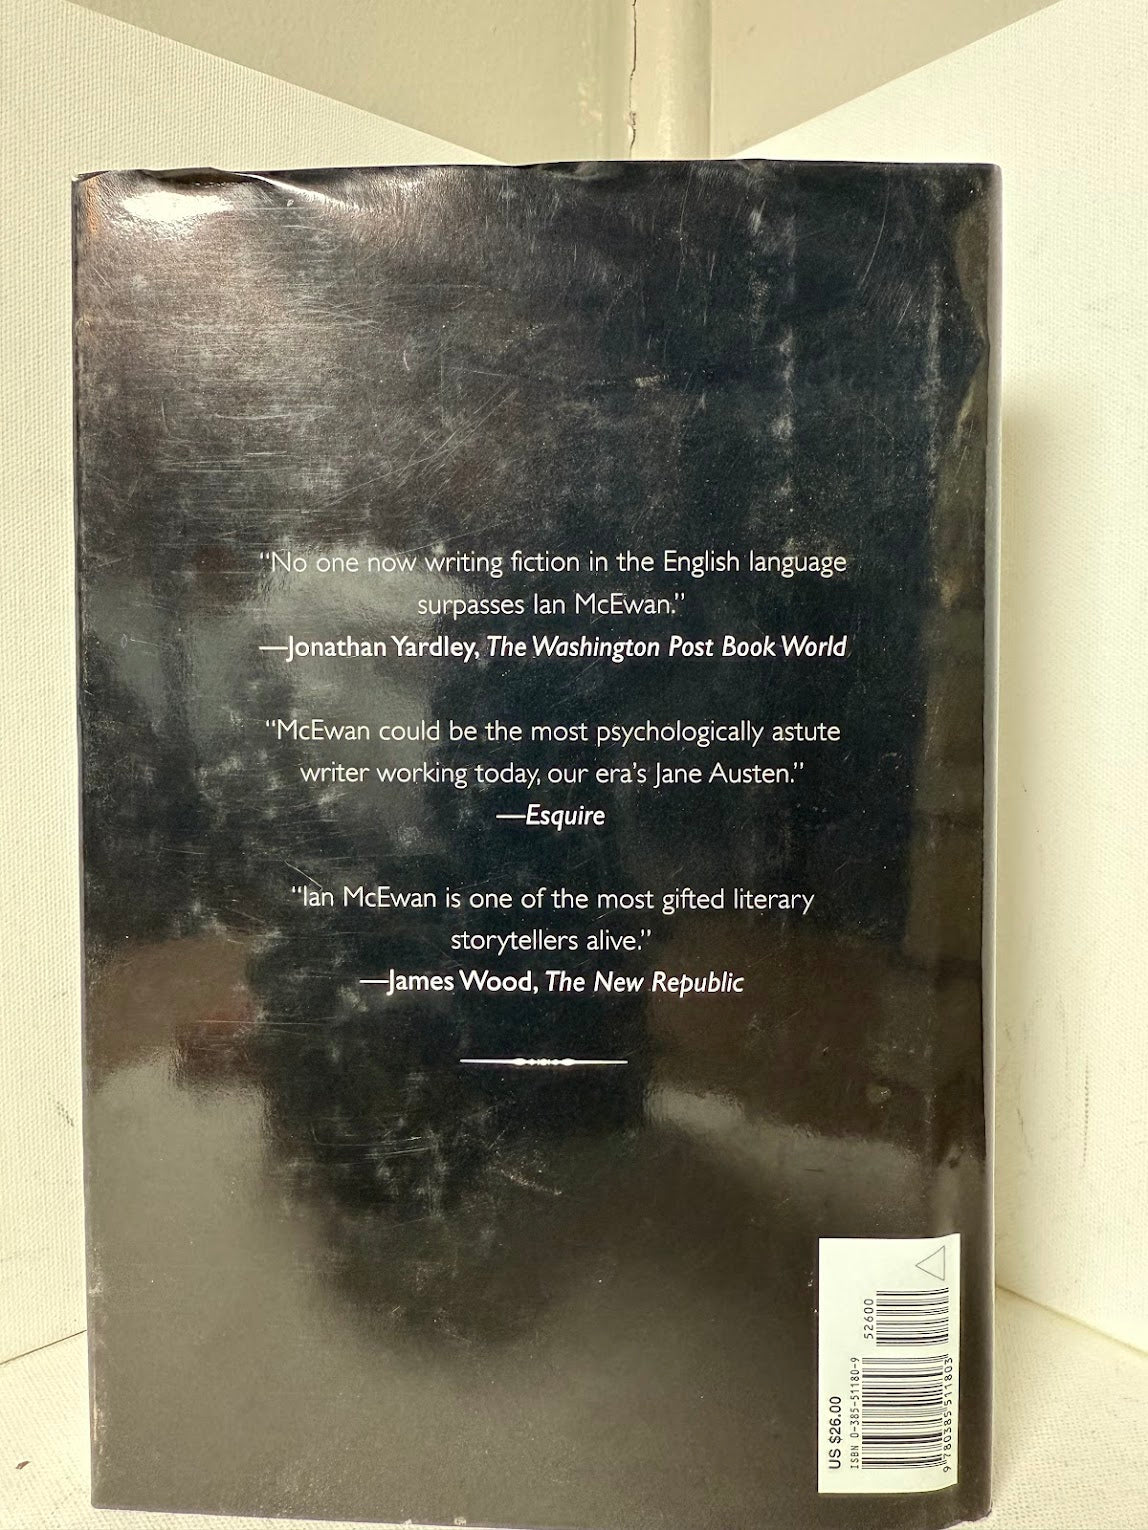 “No one now writing fiction in the English language
surpasses Ian McEwan.”
—Jonathan Yardley, The Washington Post Book World
“McEwan could be the most psychologically astute
writer working today, our era’s Jane Austen.”
—Esquire
“Ian McEwan is one of the most gifted literary
storytellers alive.”
—James Wood, The New Republic
US $26.00
ISBN 0-385-51180-9
52600
9 780385 511803